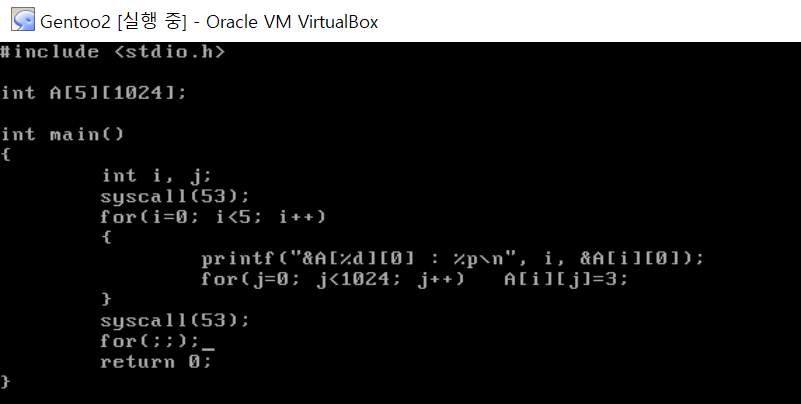 Gentoo2 [실행 중] - Oracle VM VirtualBox
#include <stdio.h>
int A[5][1024];
int main()
{
int i, j;
syscall(53);
for(i=0; i<5; i++)
{
printf("&A[%d][0] : %p\n", i, &A[i][0]);
for(j=0; j<1024; j++)   A[i][j]=3;
}
syscall(53);
for(;;);_
return 0;
}